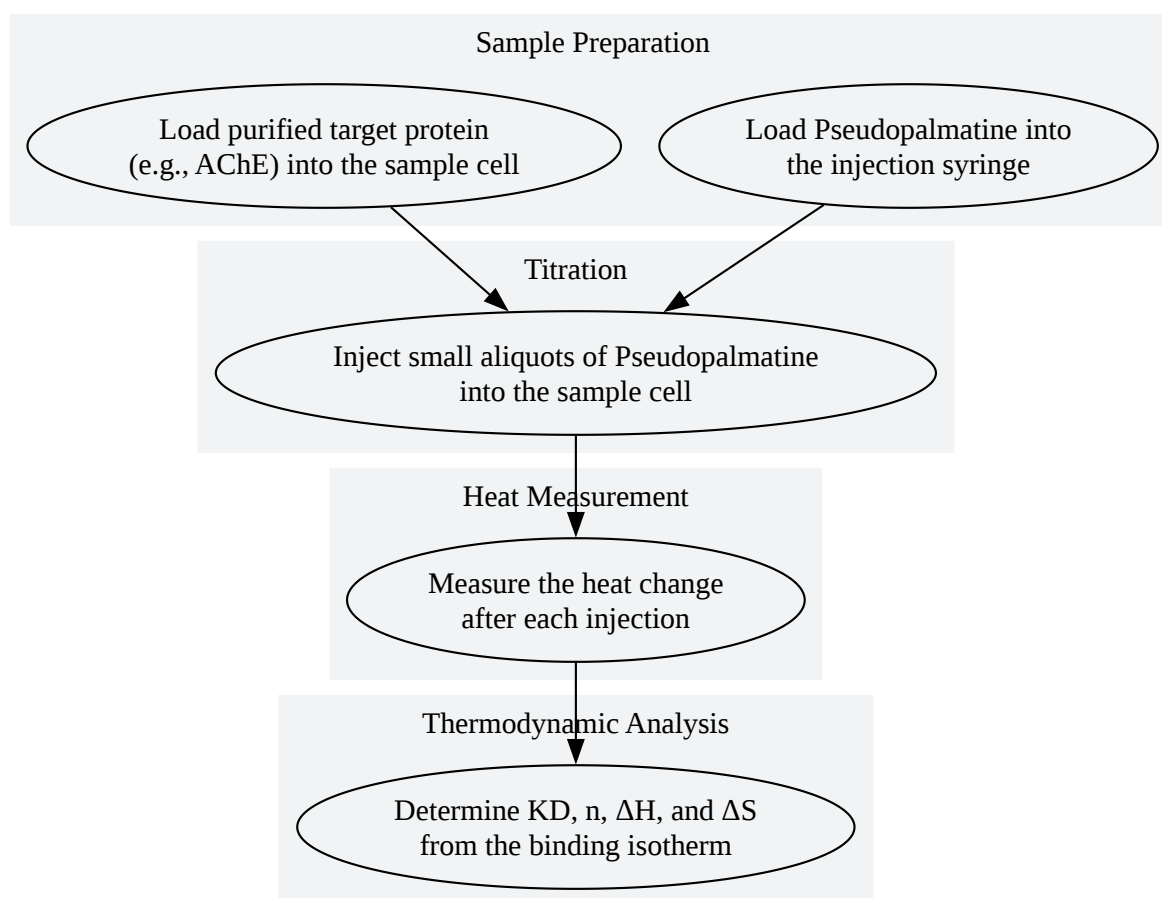 Sample Preparation
Load purified target protein
(e.g., AChE) into the sample cell
Load Pseudopalmatine into
the injection syringe
Titration
Inject small aliquots of Pseudopalmatine
into the sample cell
Heat Measurement
Measure the heat change
after each injection
Thermodynamic Analysis
Determine KD, n, ΔH, and ΔS
from the binding isotherm